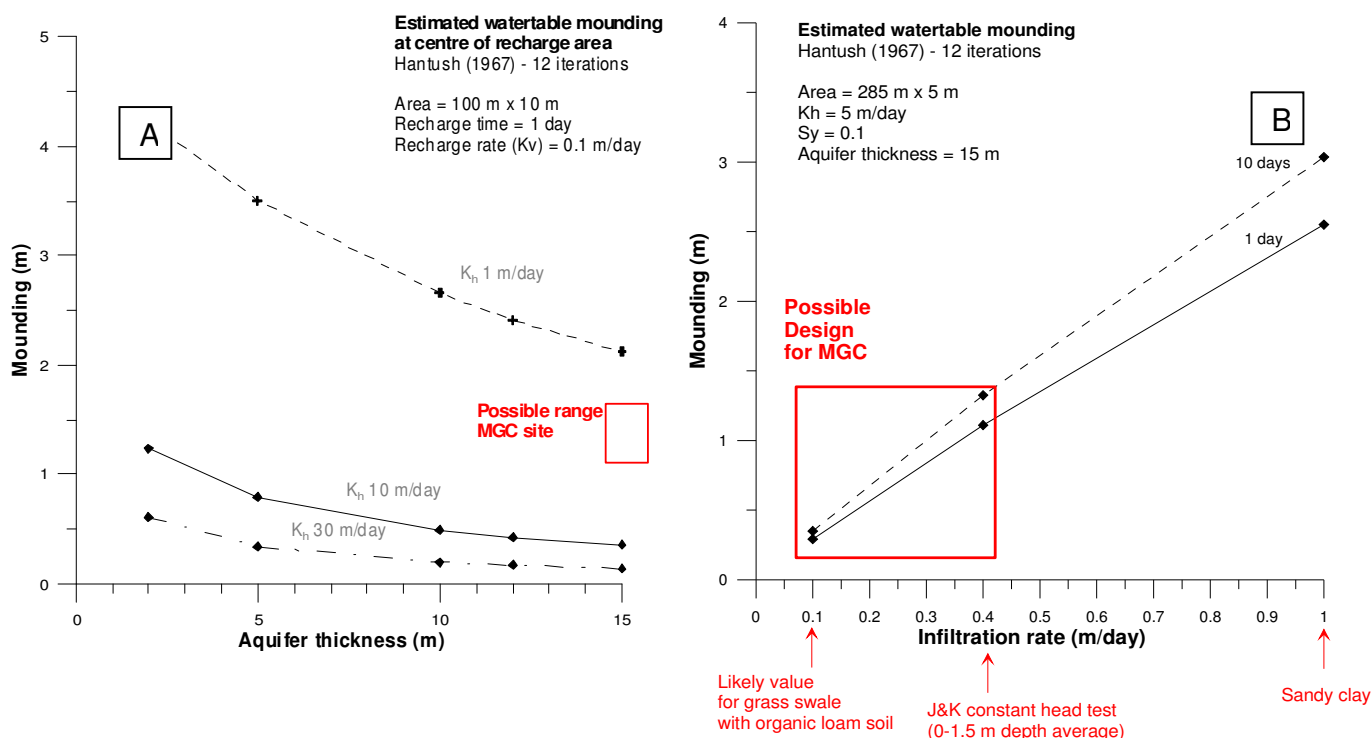 Estimated watertable mounding
at centre of recharge area
Hantush (1967) - 12 iterations
Area = 100 m x 10 m
Recharge time = 1 day
Recharge rate (Kv) = 0.1 m/day
A
5
4
3
2
1
0
Mounding (m)
Kh 1 m/day
Possible range
MGC site
Kh 10 m/day
Kh 30 m/day
0
5
10
15
Aquifer thickness (m)
Estimated watertable mounding
Hantush (1967) - 12 iterations
Area = 285 m x 5 m
Kh = 5 m/day
Sy = 0.1
Aquifer thickness = 15 m
B
4
3
2
1
0
Mounding (m)
10 days
1 day
Possible
Design
for MGC
0
0.1
0.2
0.3
0.4
0.5
0.6
0.7
0.8
0.9
1
Infiltration rate (m/day)
Likely value
for grass swale
with organic loam soil
J&K constant head test
(0-1.5 m depth average)
Sandy clay